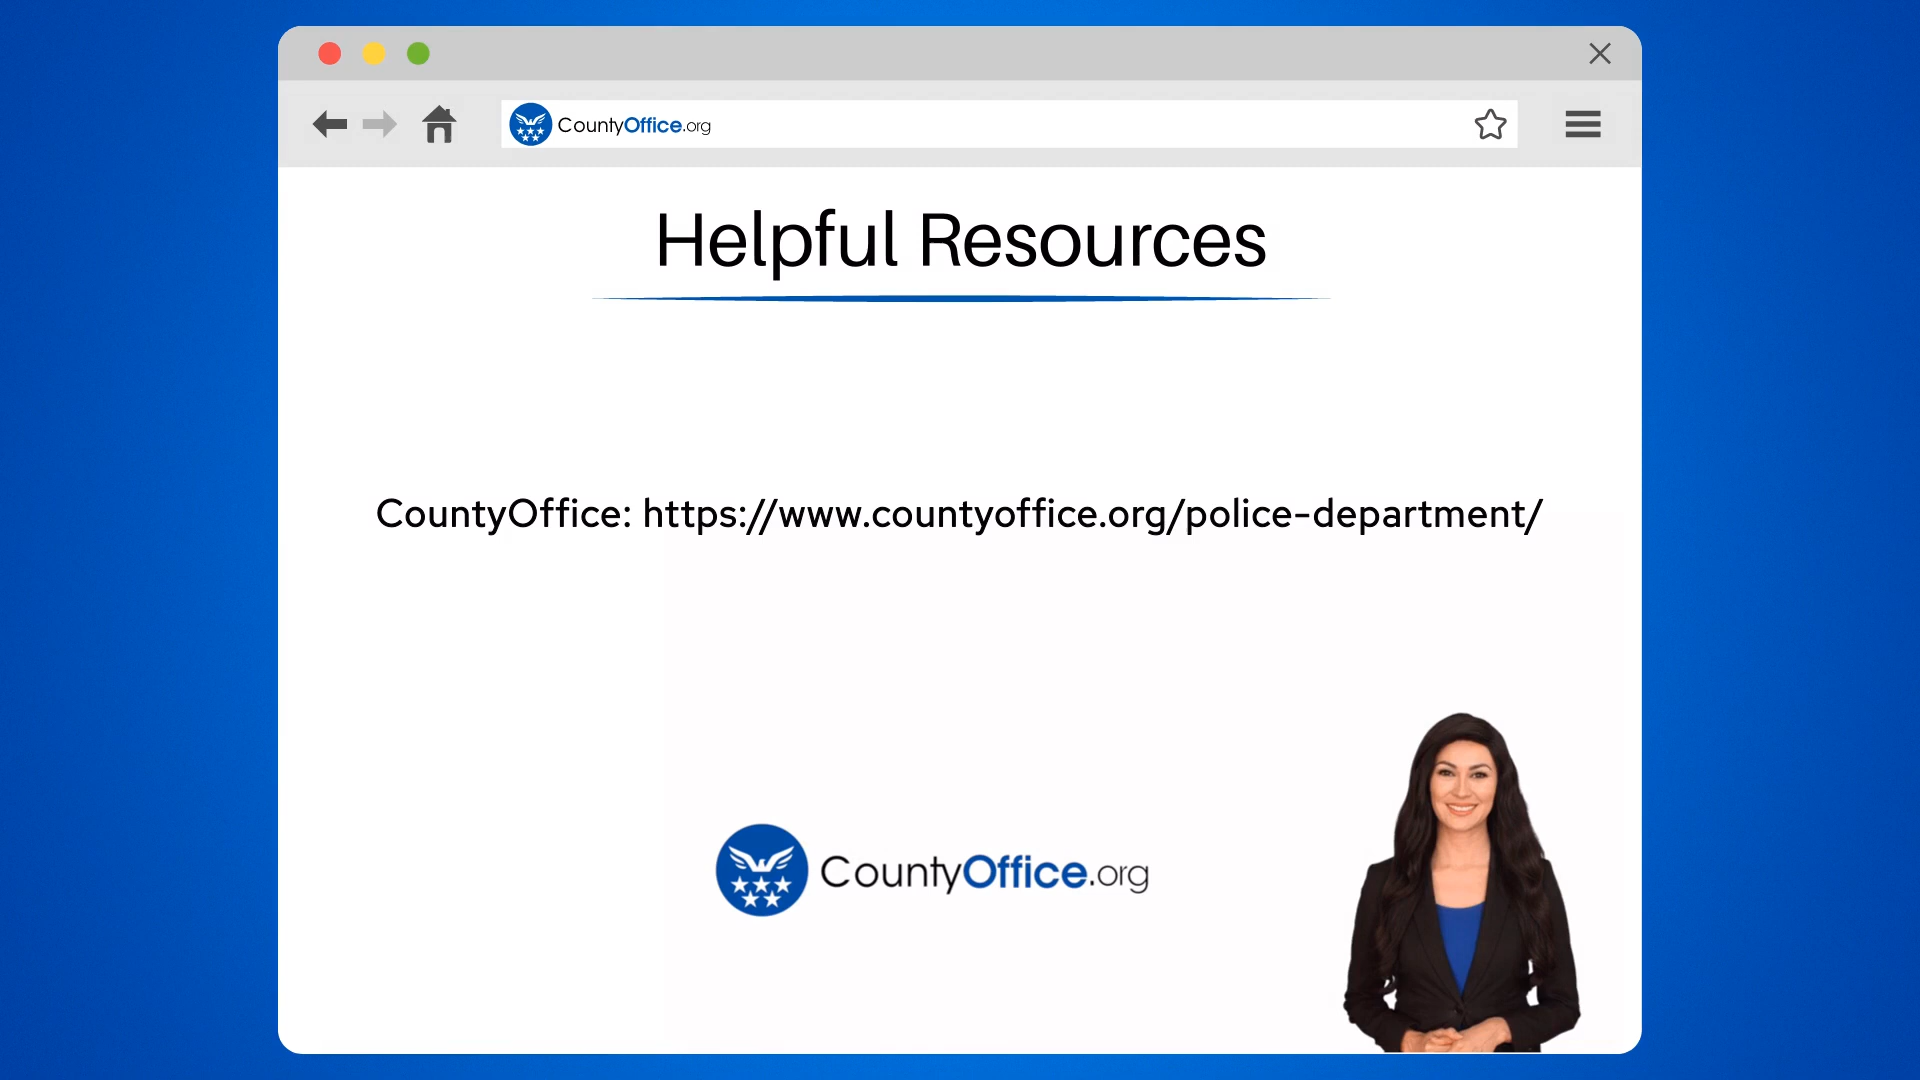 CountyOffice.org
Helpful Resources
CountyOffice: https://www.countyoffice.org/police-department/
CountyOffice.org